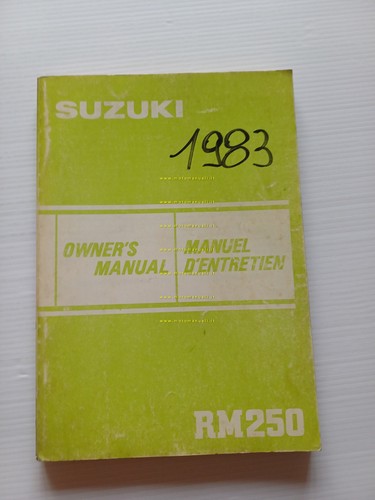 SUZUKI
1983
OWNER'S MANUAL
MANUEL D'ENTRETIEN
RM250